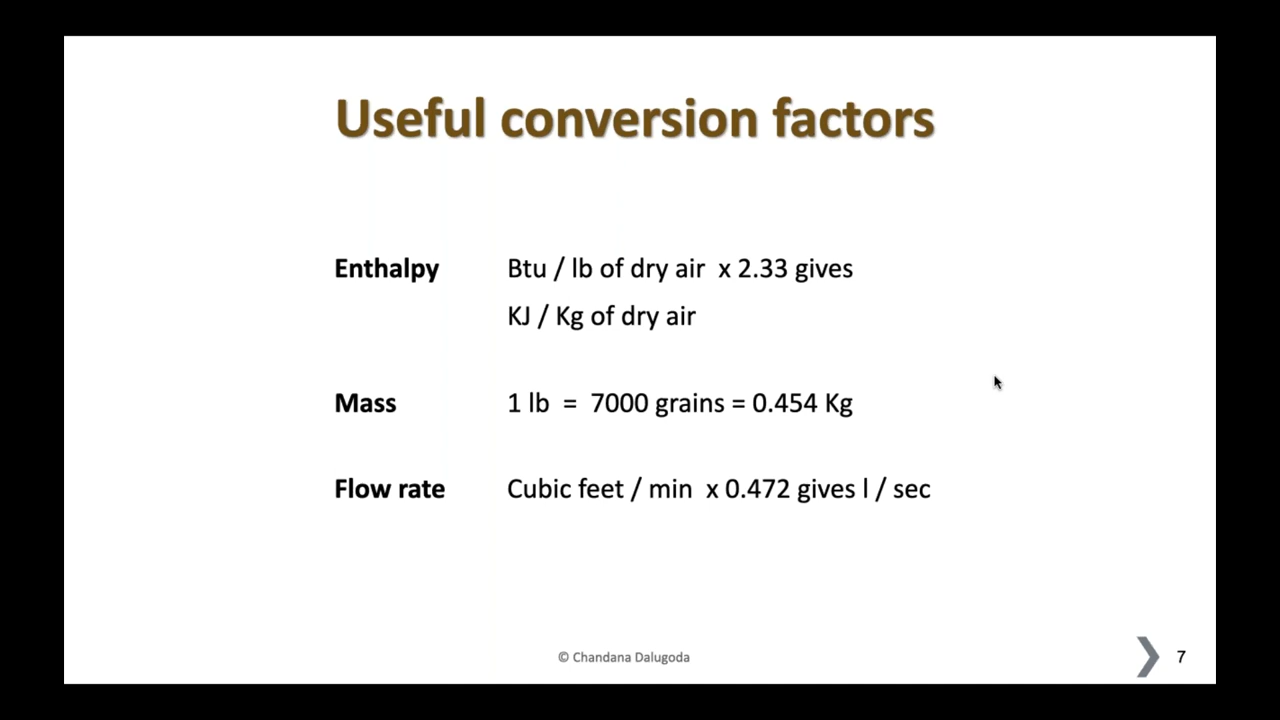 Useful conversion factors
Enthalpy Btu / lb of dry air x 2.33 gives
KJ / Kg of dry air
Mass 1 lb = 7000 grains = 0.454 Kg
Flow rate Cubic feet / min x 0.472 gives l / sec
© Chandana Dalugoda
7